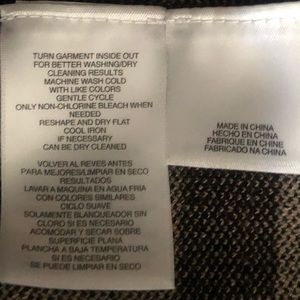 TURN GARMENT INSIDE OUT
FOR BETTER WASHING/DRY
CLEANING RESULTS
MACHINE WASH COLD
WITH LIKE COLORS
GENTLE CYCLE
ONLY NON-CHLORINE BLEACH WHEN
NEEDED
RESHAPE AND DRY FLAT
COOL IRON
IF NECESSARY
CAN BE DRY CLEANED
VOLVER AL REVES ANTES
PARA MEJORES/LIMPIAR EN SECO
RESULTADOS
LAVAR A MAQUINA EN AGUA FRIA
CON COLORES SIMILARES
CICLO SUAVE
SOLAMENTE BLANQUEADOR SIN
CLORO SI ES NECESARIO
ACOMODAR Y SECAR SOBRE
SUPERFICIE PLANA
PLANCHA A BAJA TEMPERATURA
SI ES NECESARIO
SE PUEDE LIMPIAR EN SECO
MADE IN CHINA
HECHO EN CHINA
FABRIQUE EN CHINE
FABRICADO NA CHINA